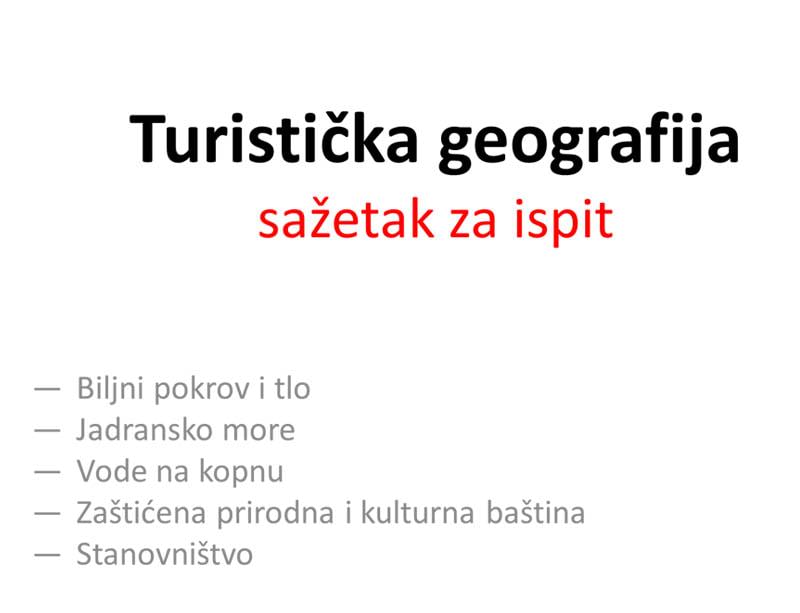 Turistička geografija
sažetak za ispit
— Biljni pokrov i tlo
— Jadransko more
— Vode na kopnu
— Zaštićena prirodna i kulturna baština
— Stanovništvo